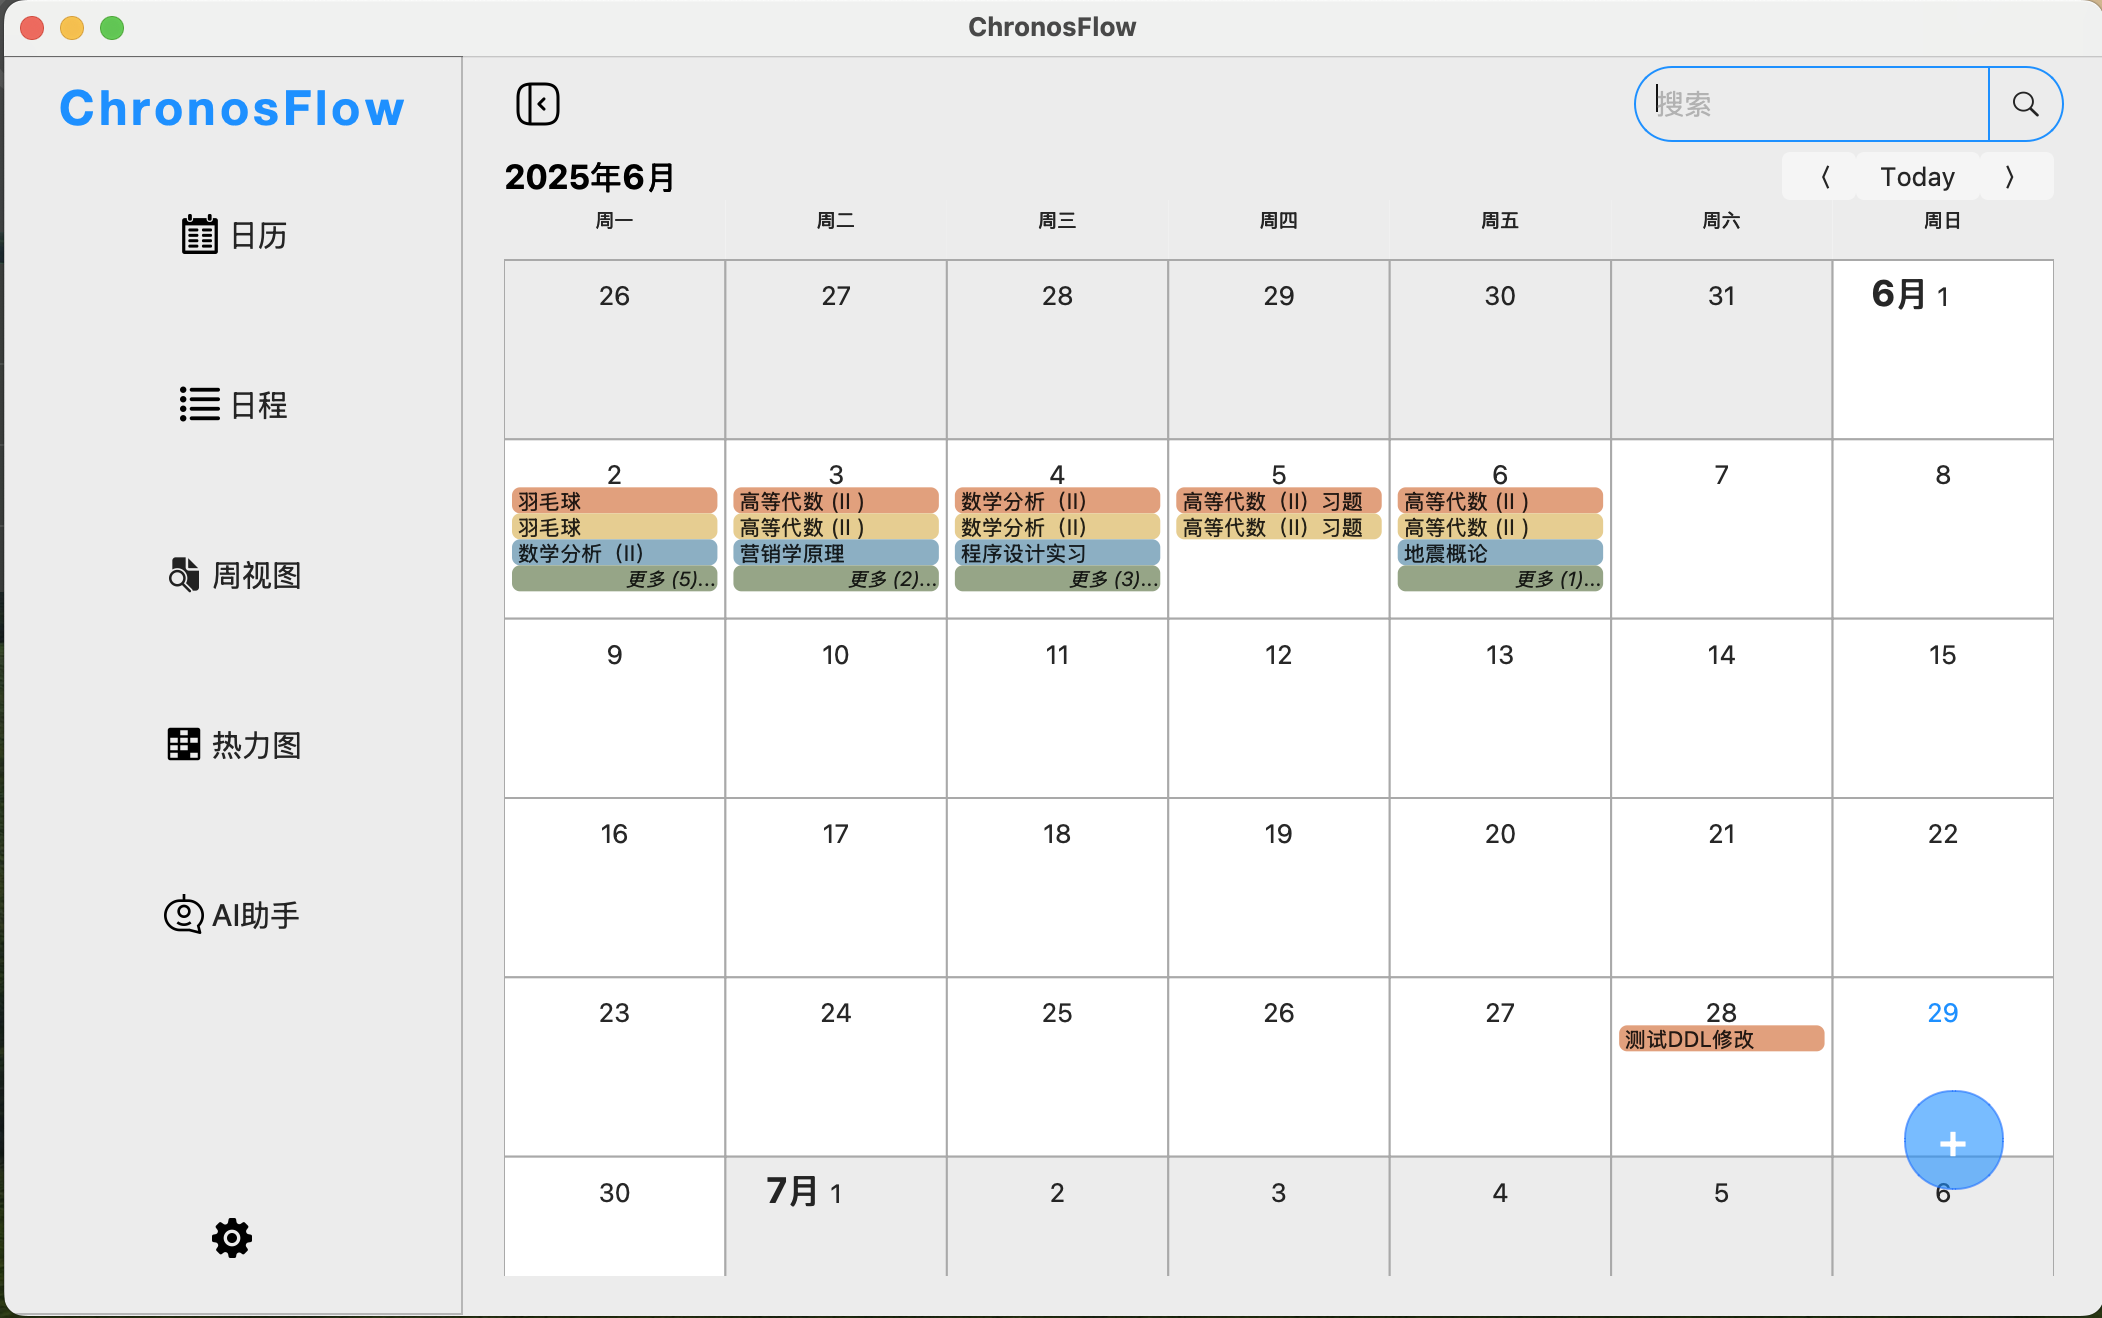 ChronosFlow
ChronosFlow
日历
日程
周视图
热力图
AI助手
搜索
2025年6月
〈 Today 〉
周一 周二 周三 周四 周五 周六 周日
26 27 28 29 30 31 6月 1
2 3 4 5 6 7 8
羽毛球 高等代数 (II ) 数学分析（II） 高等代数（II）习题 高等代数 (II )
羽毛球 高等代数 (II ) 数学分析（II） 高等代数（II）习题 高等代数 (II )
数学分析（II） 营销学原理 程序设计实习 地震概论
更多 (5)... 更多 (2)... 更多 (3)... 更多 (1)...
9 10 11 12 13 14 15
16 17 18 19 20 21 22
23 24 25 26 27 28 29
测试DDL修改
+
30 7月 1 2 3 4 5 6